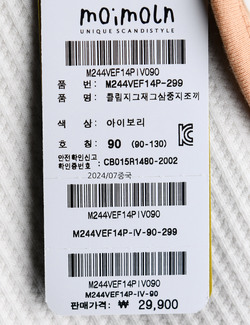 moimoln
UNIQUE SCANDISTYLE
M244VEF14PIV090
품 번: M244VEF14P-299
품 명: 클림지그재그심중지조끼
색 상: 아이보리
호 칭: 90 (90-130)
안전확인신고
확인증번호 : CB015R1480-2002
2024/07중국
M244VEF14PIV090
M244VEF14P-IV-90-299
M244VEF14PIV090
M244VEF14P-IV-90
판매가격: ₩ 29,900